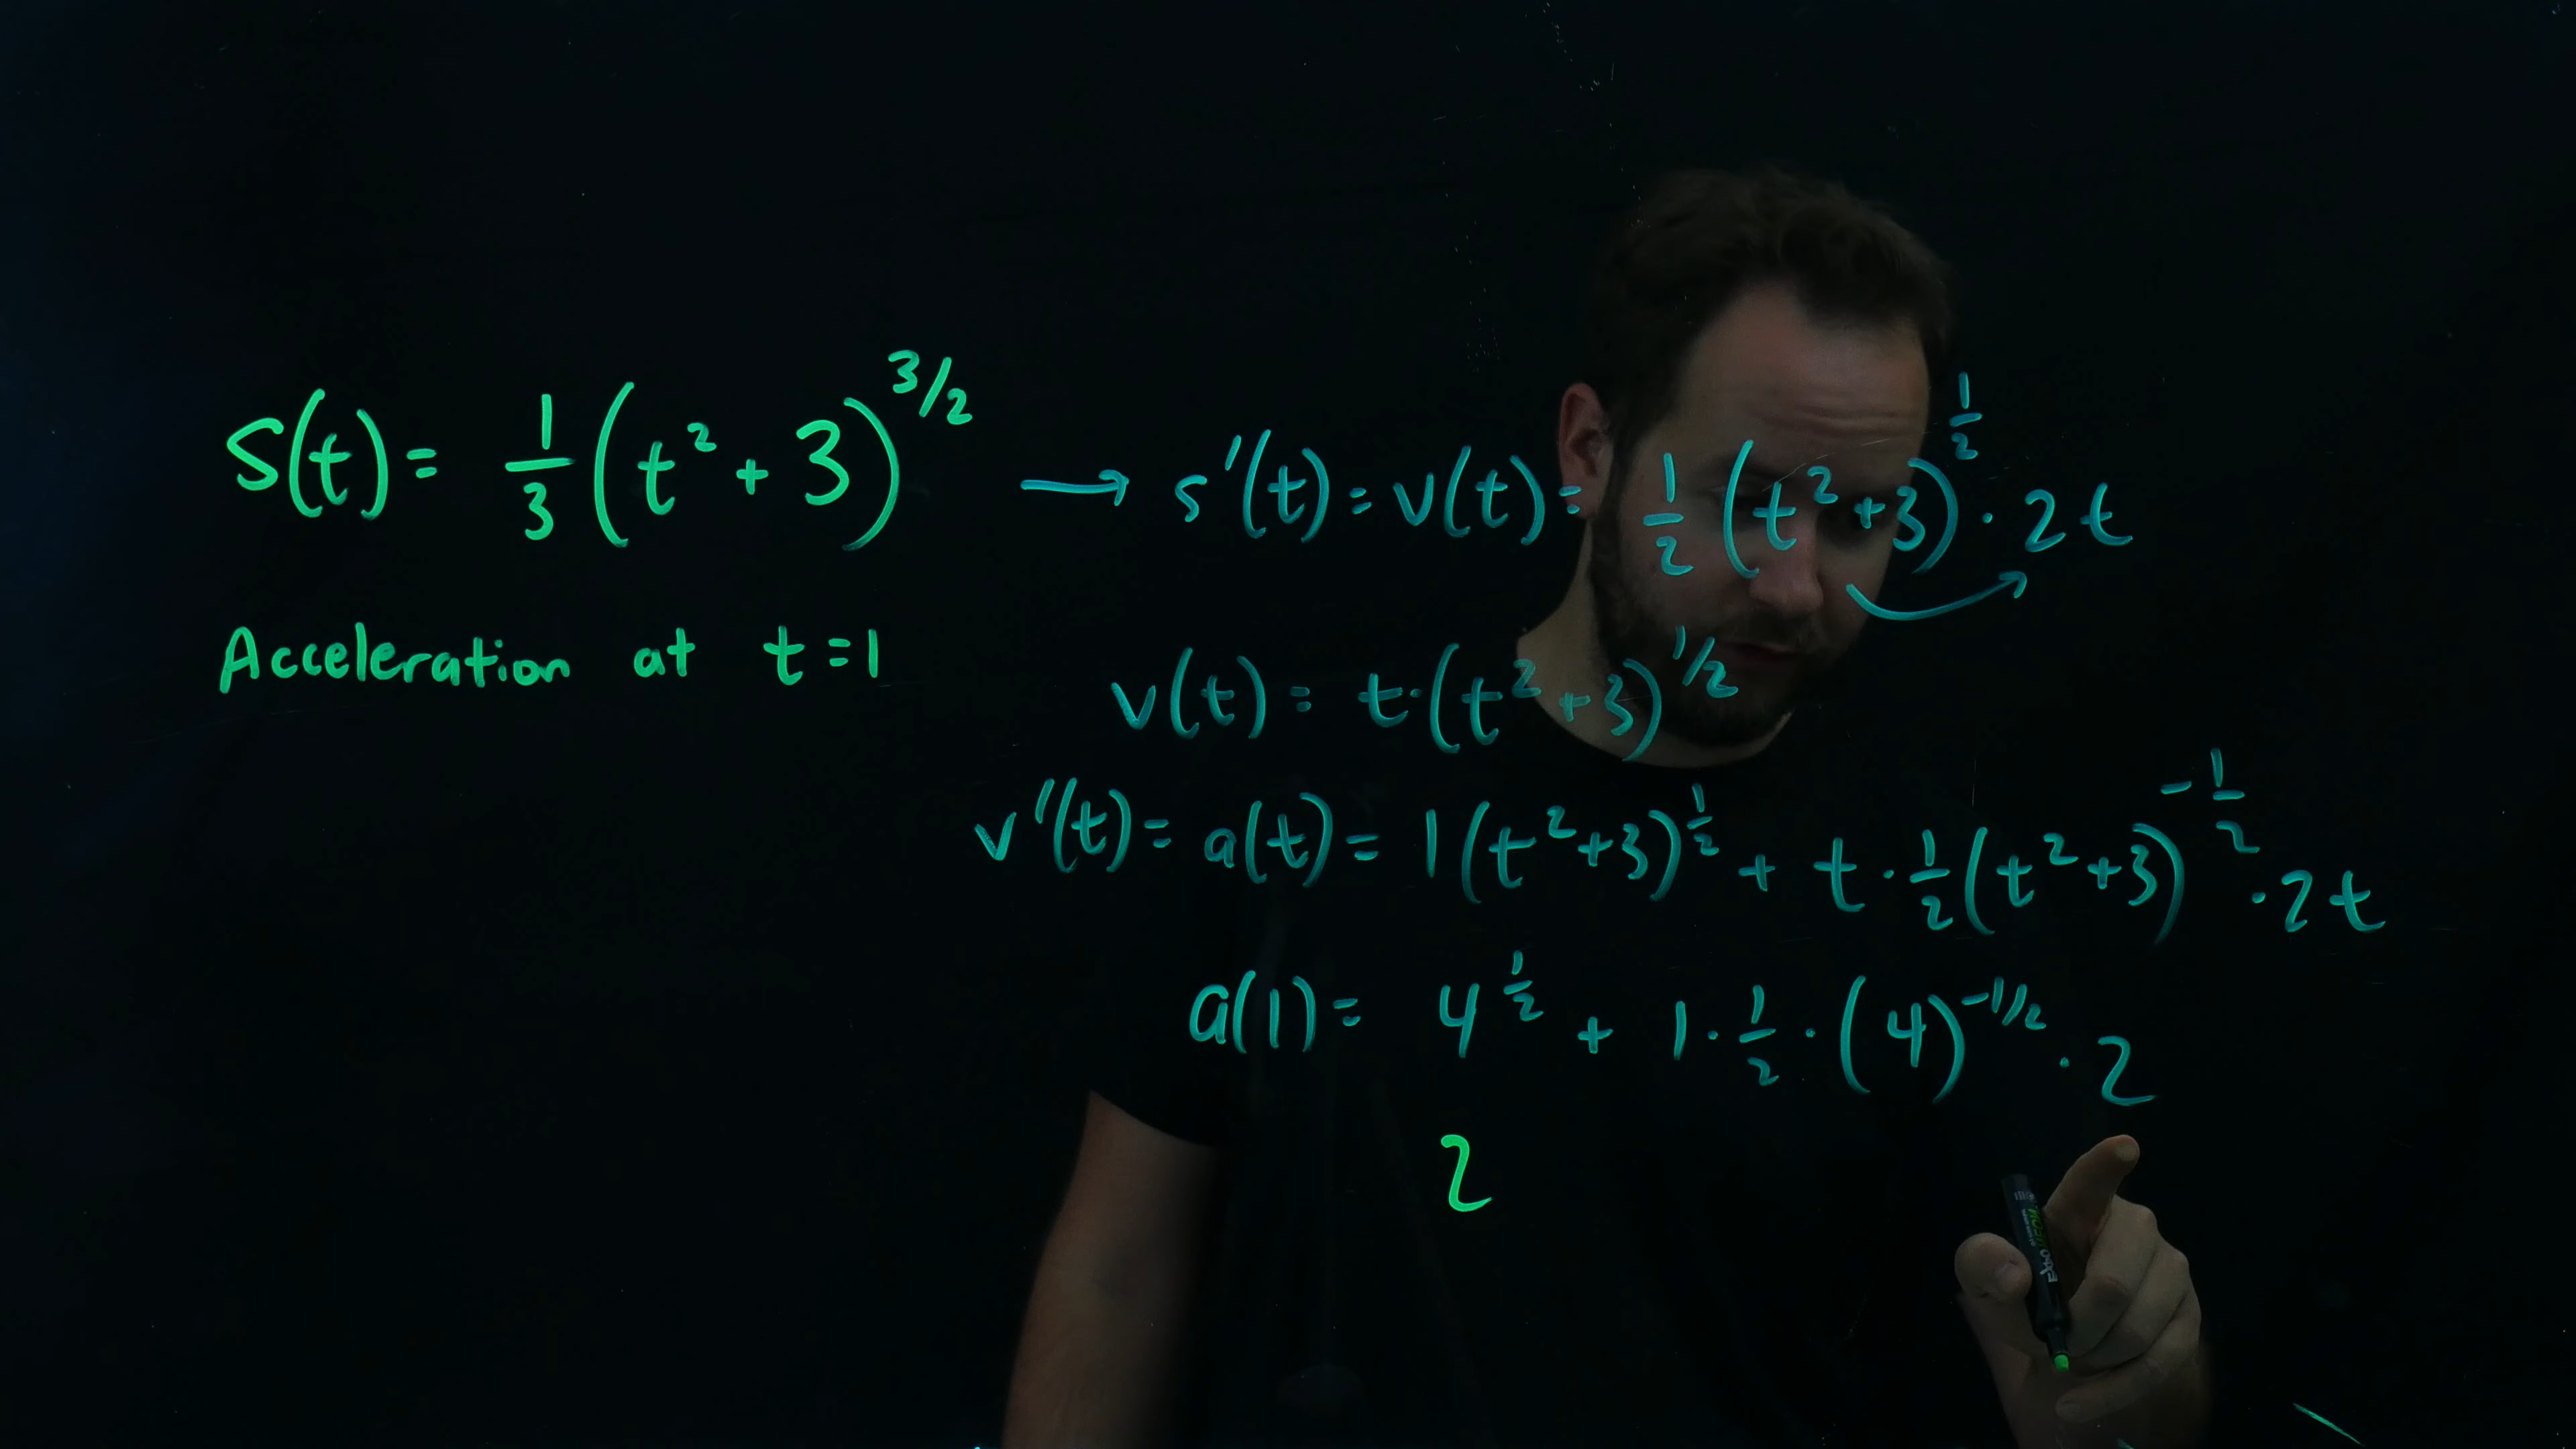 S(t) = 1/3 (t² + 3)^3/2 → s'(t) = v(t) = 1/2 (t² + 3)^1/2 · 2t
Acceleration at t = 1
v(t) = t · (t² + 3)^1/2
v'(t) = a(t) = 1(t² + 3)^1/2 + t · 1/2 (t² + 3)^-1/2 · 2t
a(1) = 4^1/2 + 1 · 1/2 · (4)^-1/2 · 2
2
EXPO